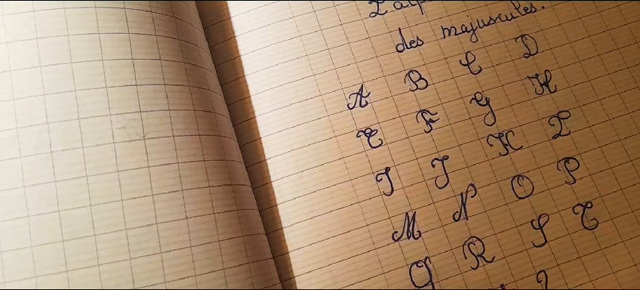 des majuscules.
A B C D
E F G H
I J K L
M N O P
Q R S T